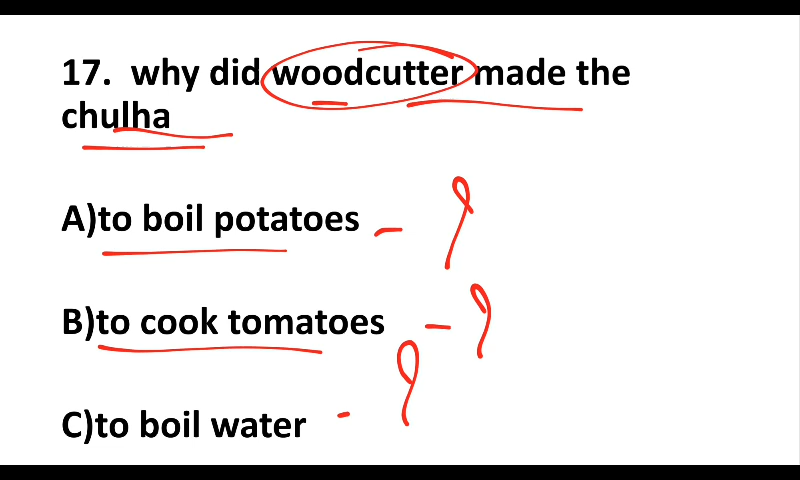 17. why did woodcutter made the
chulha
A)to boil potatoes
B)to cook tomatoes
C)to boil water